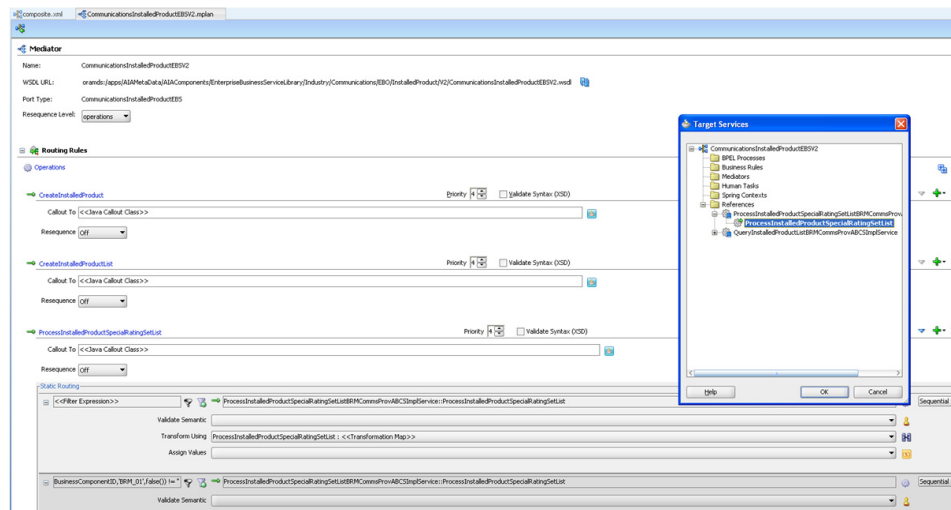 composite.xml CommunicationsInstalledProductEBSV2.mplan
Mediator
Name: CommunicationsInstalledProductEBSV2
WSDL URL: oramds:/apps/AIAMetaData/AIAComponents/EnterpriseBusinessServiceLibrary/Industry/Communications/EBO/InstalledProduct/V2/CommunicationsInstalledProductEBSV2.wsdl
Port Type: CommunicationsInstalledProductEBS
Resequence Level: operations
Routing Rules
Operations
CreateInstalledProduct Priority 4 Validate Syntax (XSD)
Callout To <<Java Callout Class>>
Resequence Off
CreateInstalledProductList Priority 4 Validate Syntax (XSD)
Callout To <<Java Callout Class>>
Resequence Off
ProcessInstalledProductSpecialRatingSetList Priority 4 Validate Syntax (XSD)
Callout To <<Java Callout Class>>
Resequence Off
Static Routing
<<Filter Expression>> ProcessInstalledProductSpecialRatingSetListBRMCommsProvABCSImplService::ProcessInstalledProductSpecialRatingSetList Sequential
Validate Semantic
Transform Using ProcessInstalledProductSpecialRatingSetList : <<Transformation Map>>
Assign Values
BusinessComponentID,'BRM_01',false()) != '' ProcessInstalledProductSpecialRatingSetListBRMCommsProvABCSImplService::ProcessInstalledProductSpecialRatingSetList Sequential
Validate Semantic
Target Services
CommunicationsInstalledProductEBSV2
BPEL Processes
Business Rules
Mediators
Human Tasks
Spring Contexts
References
ProcessInstalledProductSpecialRatingSetListBRMCommsProv
ProcessInstalledProductSpecialRatingSetList
QueryInstalledProductListBRMCommsProvABCSImplService
Help OK Cancel